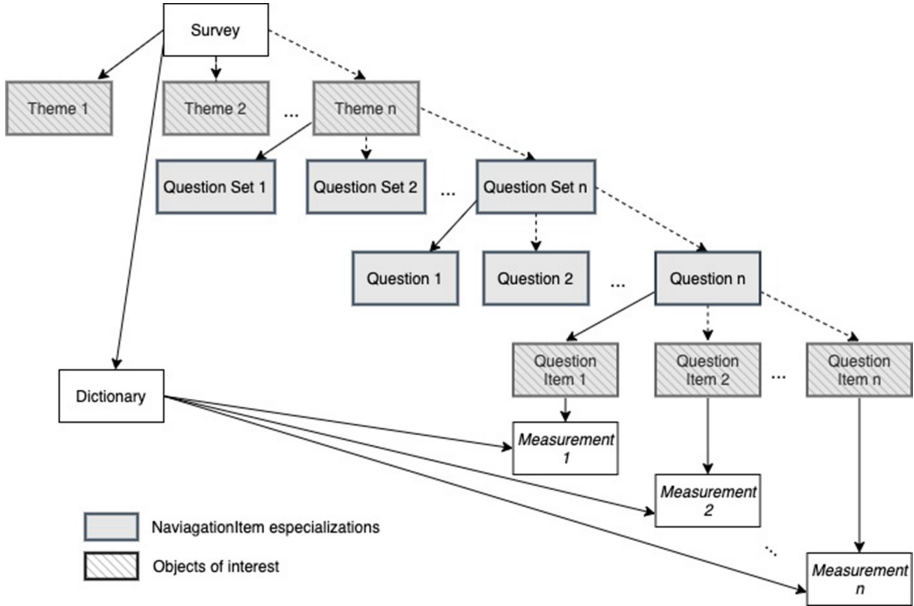 Survey
Theme 1
Theme 2
...
Theme n
Question Set 1
Question Set 2
...
Question Set n
Question 1
Question 2
...
Question n
Question
Item 1
Question
Item 2
...
Question
Item n
Dictionary
Measurement
1
Measurement
2
...
Measurement
n
NaviagationItem especializations
Objects of interest